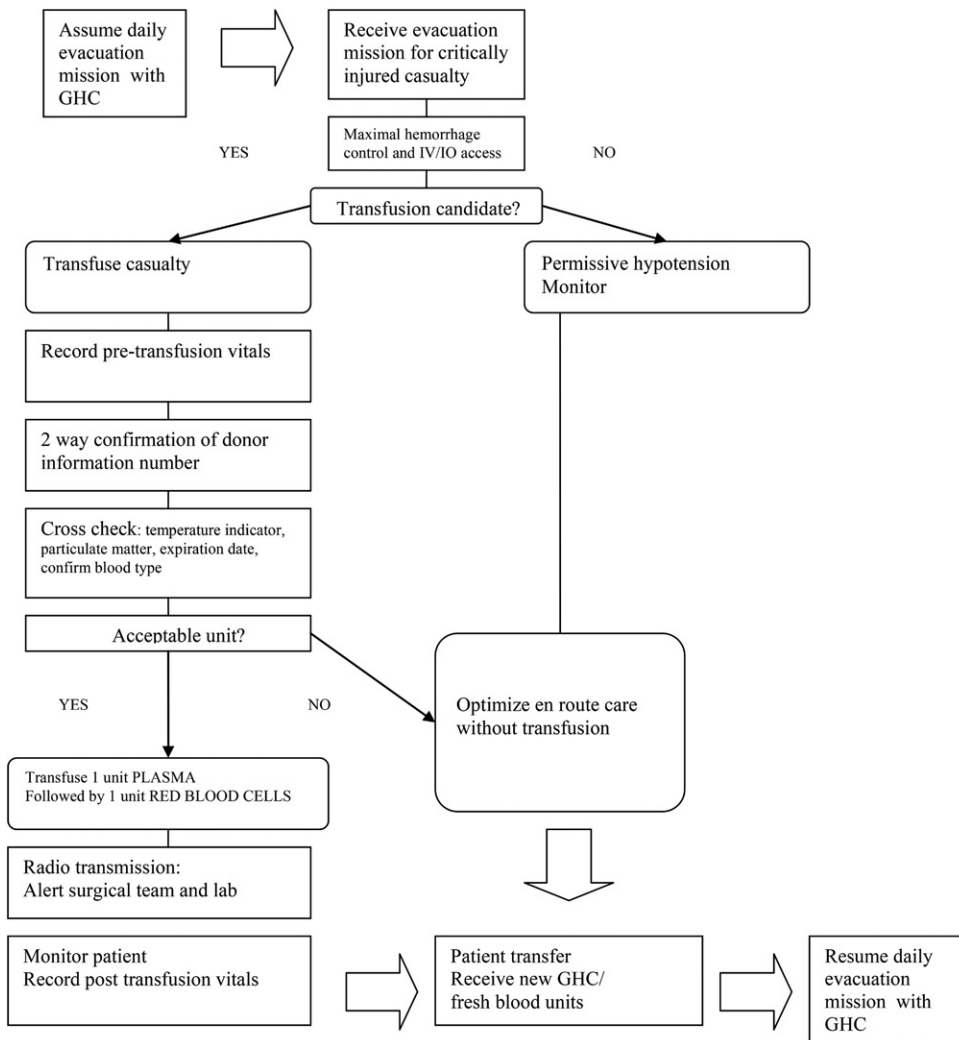 Assume daily
evacuation
mission with
GHC
Receive evacuation
mission for critically
injured casualty
Maximal hemorrhage
control and IV/IO access
YES
NO
Transfusion candidate?
Transfuse casualty
Permissive hypotension
Monitor
Record pre-transfusion vitals
2 way confirmation of donor
information number
Cross check: temperature indicator,
particulate matter, expiration date,
confirm blood type
Acceptable unit?
YES
NO
Optimize en route care
without transfusion
Transfuse 1 unit PLASMA
Followed by 1 unit RED BLOOD CELLS
Radio transmission:
Alert surgical team and lab
Monitor patient
Record post transfusion vitals
Patient transfer
Receive new GHC/
fresh blood units
Resume daily
evacuation
mission with
GHC